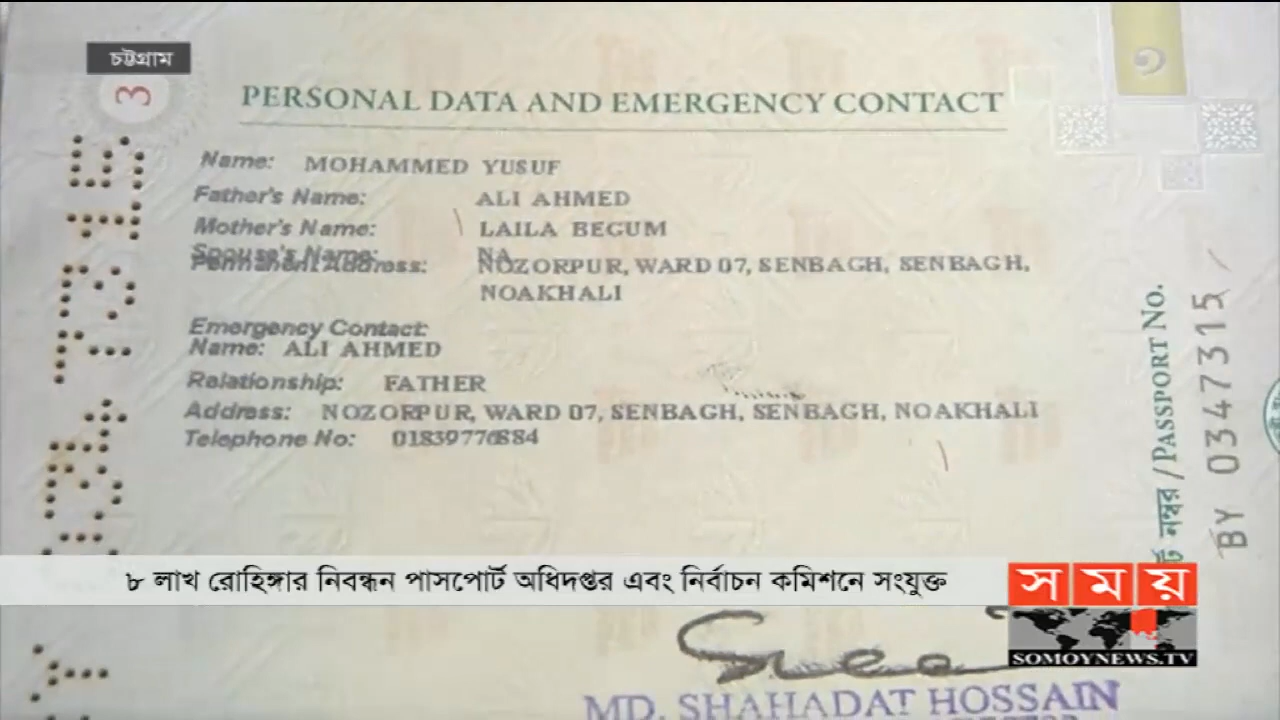 চট্টগ্রাম
3
PERSONAL DATA AND EMERGENCY CONTACT
Name: MOHAMMED YUSUF
Father's Name: ALI AHMED
Mother's Name: LAILA BEGUM
Spouse's Name: NA
Permanent Address: NOZORPUR, WARD 07, SENBAGH, SENBAGH,
NOAKHALI
Emergency Contact:
Name: ALI AHMED
Relationship: FATHER
Address: NOZORPUR, WARD 07, SENBAGH, SENBAGH, NOAKHALI
Telephone No: 01839776884
নম্বর / PASSPORT No.
BY 0347315
৮ লাখ রোহিঙ্গার নিবন্ধন পাসপোর্ট অধিদপ্তর এবং নির্বাচন কমিশনে সংযুক্ত
সময়
SOMOYNEWS.TV
MD. SHAHADAT HOSSAIN